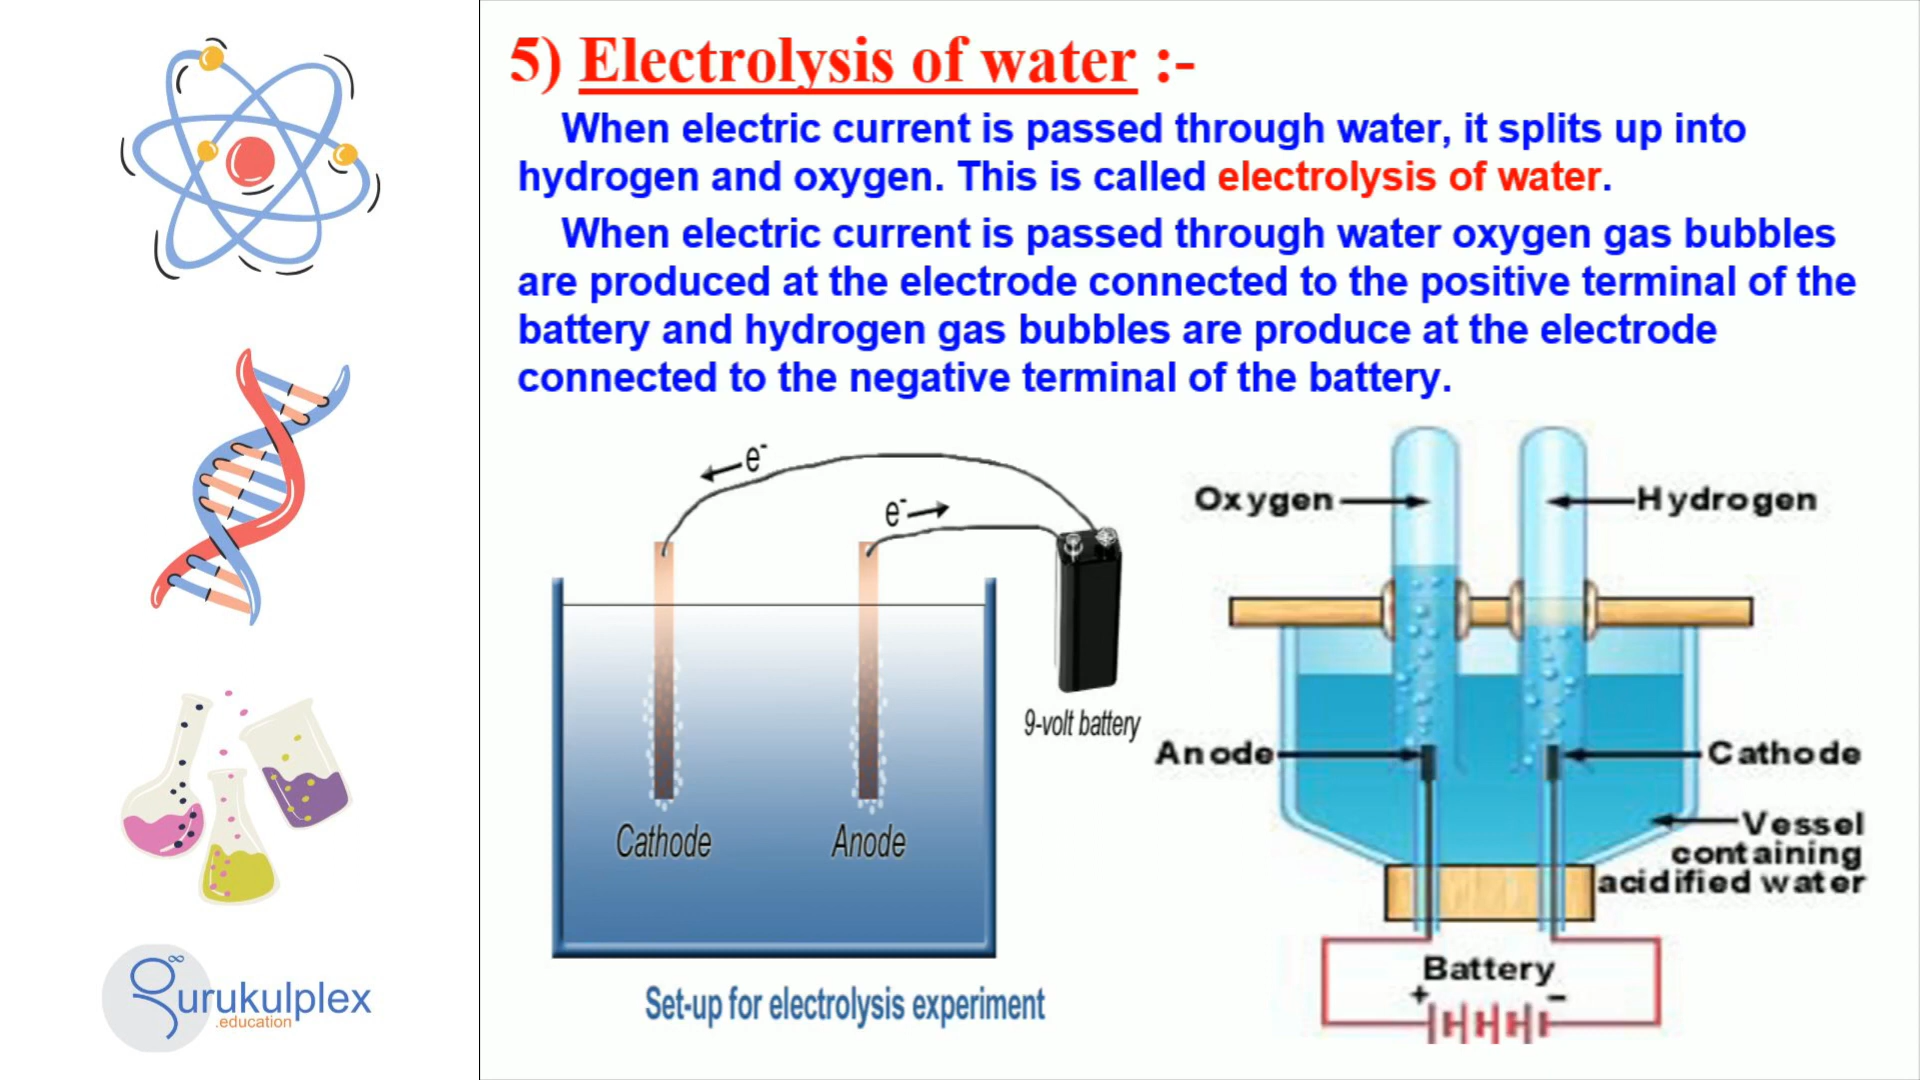 5) Electrolysis of water :-
When electric current is passed through water, it splits up into
hydrogen and oxygen. This is called electrolysis of water.
When electric current is passed through water oxygen gas bubbles
are produced at the electrode connected to the positive terminal of the
battery and hydrogen gas bubbles are produce at the electrode
connected to the negative terminal of the battery.
e-
e-
9-volt battery
Cathode
Anode
Set-up for electrolysis experiment
Oxygen
Hydrogen
Anode
Cathode
Vessel
containing
acidified water
Battery
+ −
gurukulplex
.education